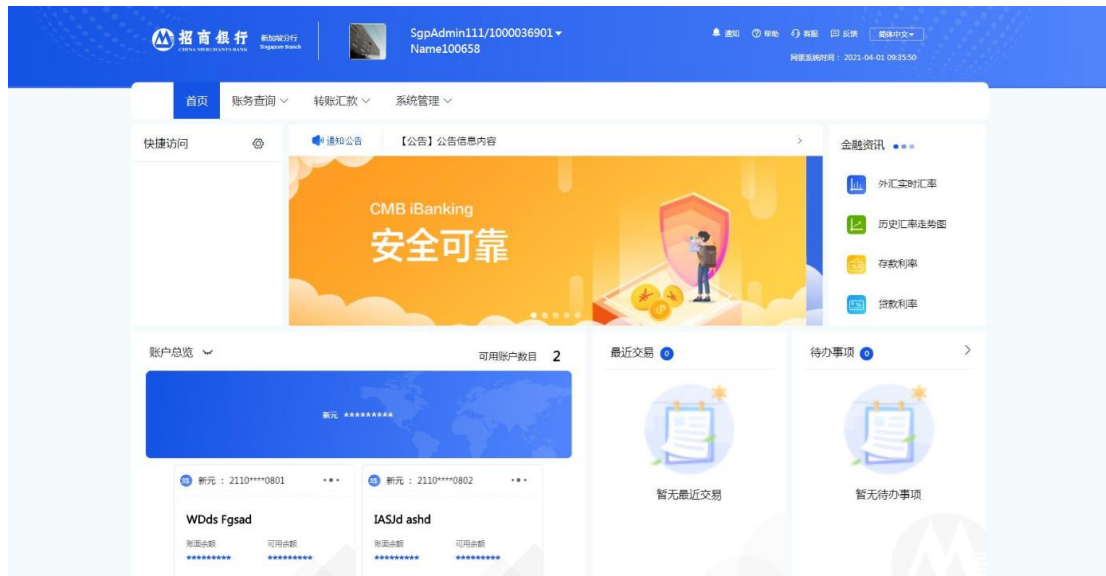 招商银行 新加坡分行
CHINA MERCHANTS BANK Singapore Branch
SgpAdmin111/1000036901
Name100658
通知 帮助 客服 反馈 简体中文
网银系统时间： 2021-04-01 09:35:50
首页 账务查询 转账汇款 系统管理
快捷访问
通知公告 【公告】公告信息内容
CMB iBanking
安全可靠
金融资讯
外汇实时汇率
历史汇率走势图
存款利率
贷款利率
账户总览 可用账户数目 2
新元 *********
新元 : 2110****0801
WDds Fgsad
账面余额 可用余额
********* *********
新元 : 2110****0802
IASJd ashd
账面余额 可用余额
********* *********
最近交易 0
暂无最近交易
待办事项 0
暂无待办事项